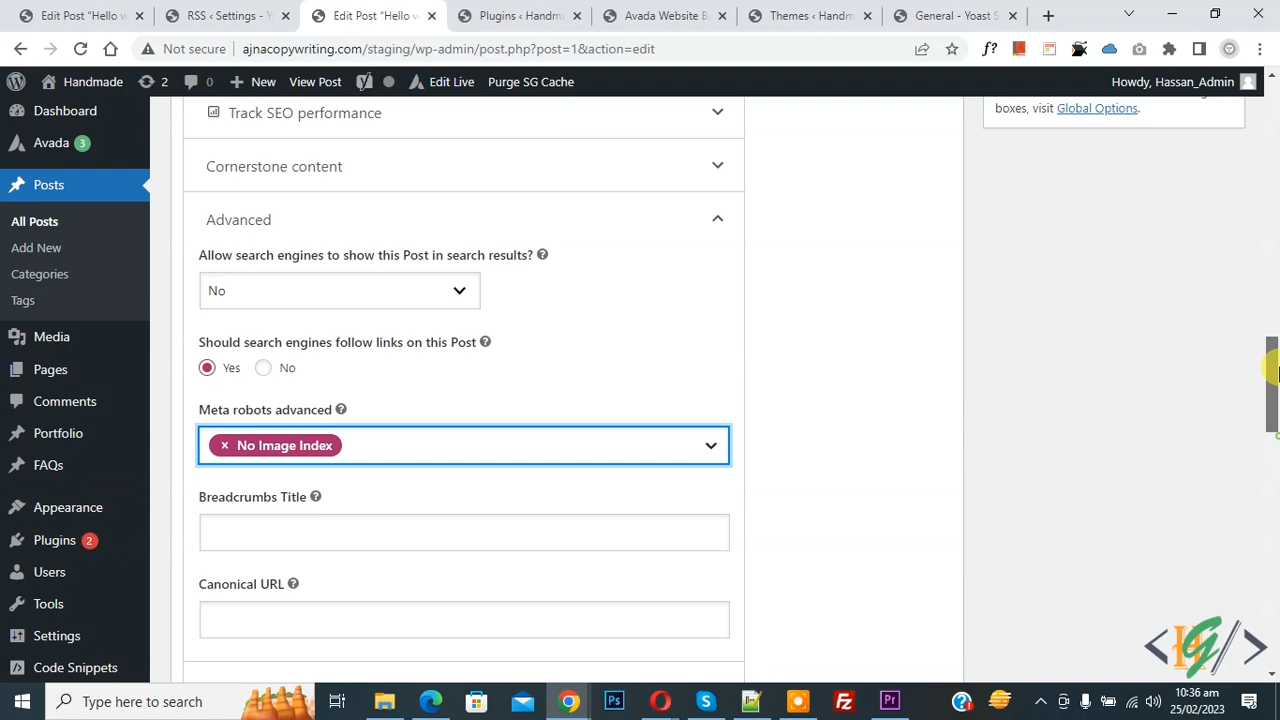 Edit Post "Hello w
RSS ‹ Settings - Y
Edit Post "Hello w
Plugins ‹ Handma
Avada Website B
Themes ‹ Handm
General - Yoast S
Not secure
ajnacopywriting.com/staging/wp-admin/post.php?post=1&action=edit
Handmade
2
0
New
View Post
Edit Live
Purge SG Cache
Howdy, Hassan_Admin
Dashboard
Avada 3
Posts
All Posts
Add New
Categories
Tags
Media
Pages
Comments
Portfolio
FAQs
Appearance
Plugins 2
Users
Tools
Settings
Code Snippets
Track SEO performance
Cornerstone content
Advanced
Allow search engines to show this Post in search results?
No
Should search engines follow links on this Post
Yes
No
Meta robots advanced
× No Image Index
Breadcrumbs Title
Canonical URL
boxes, visit Global Options.
Type here to search
10:36 am
25/02/2023